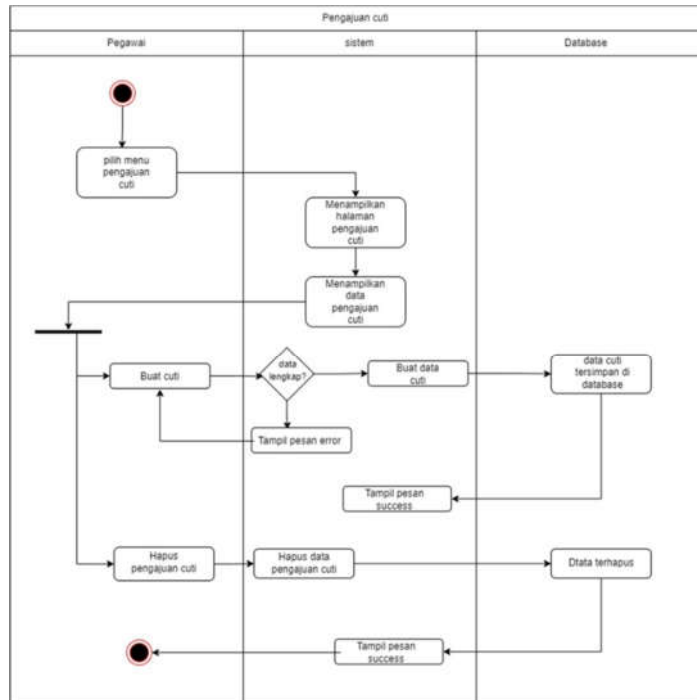 Pengajuan cuti
Pegawai
sistem
Database
pilih menu
pengajuan
cuti
Menampilkan
halaman
pengajuan
cuti
Menampilkan
data
pengajuan
cuti
Buat cuti
data
lengkap?
Buat data
cuti
data cuti
tersimpan di
database
Tampil pesan error
Tampil pesan
success
Hapus
pengajuan cuti
Hapus data
pengajuan cuti
Dtata terhapus
Tampil pesan
success